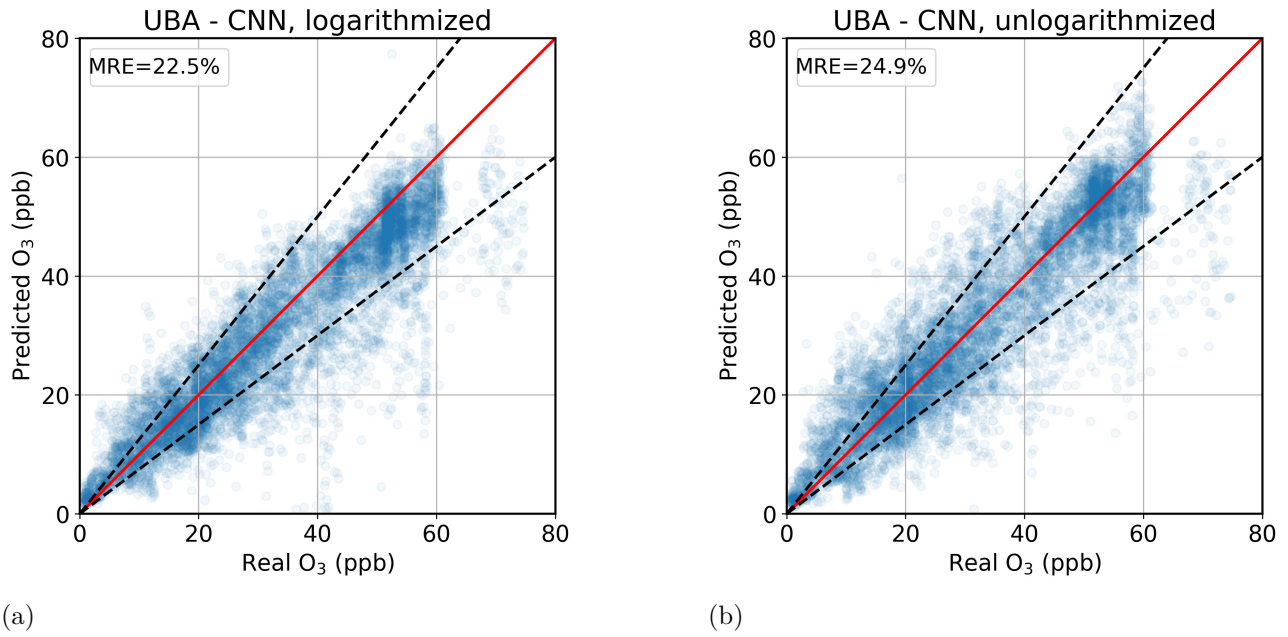 UBA - CNN, logarithmized
80
MRE=22.5%
60
40
20
0
Predicted O₃ (ppb)
0 20 40 60 80
Real O₃ (ppb)
(a)
UBA - CNN, unlogarithmized
80
MRE=24.9%
60
40
20
0
Predicted O₃ (ppb)
0 20 40 60 80
Real O₃ (ppb)
(b)